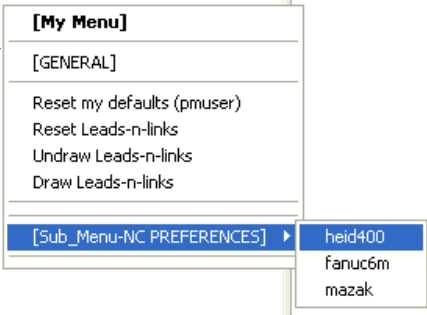 [My Menu]
[GENERAL]
Reset my defaults (pmuser)
Reset Leads-n-links
Undraw Leads-n-links
Draw Leads-n-links
[Sub_Menu-NC PREFERENCES]
heid400
fanuc6m
mazak